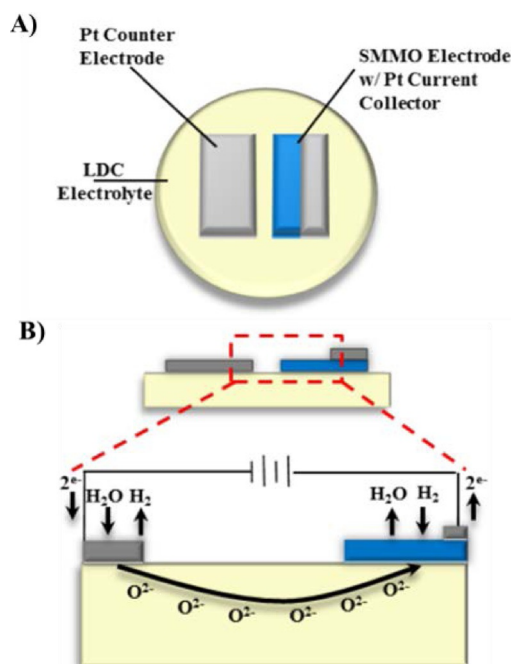 A)
Pt Counter
Electrode
SMMO Electrode
w/ Pt Current
Collector
LDC
Electrolyte
B)
2e-
H₂O H₂
H₂O H₂
2e-
O²⁻ O²⁻ O²⁻ O²⁻ O²⁻ O²⁻